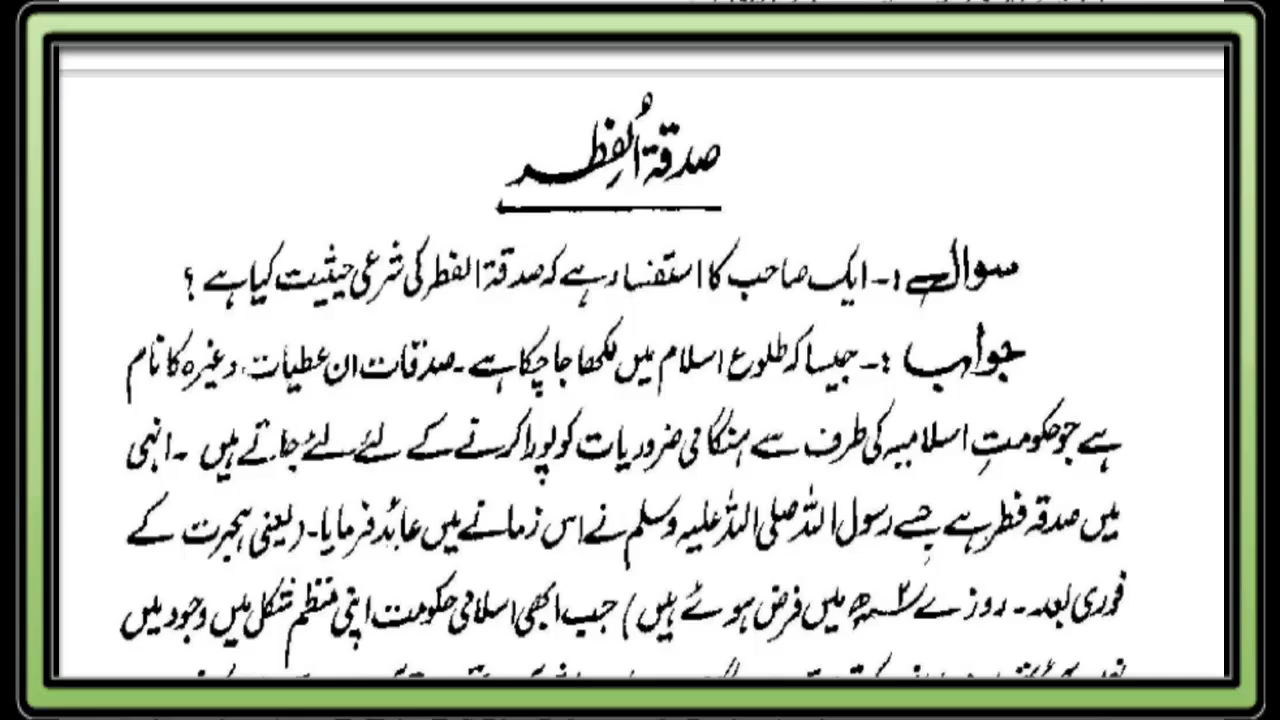 صدقۃ الفِطر
سوال :۔ ایک صاحب کا استفسار ہے کہ صدقۃ الفطر کی شرعی حیثیت کیا ہے ؟
جواب :۔ جیسا کہ طلوع اسلام میں لکھا جا چکا ہے ۔ صدقات ان عطیات، وغیرہ کا نام
ہے جو حکومتِ اسلامیہ کی طرف سے ہنگامی ضروریات کو پورا کرنے کے لئے لئے جاتے ہیں ۔ انہی
میں صدقہ فطر ہے جسے رسول اللہ صلی اللہ علیہ وسلم نے اس زمانے میں عائد فرمایا۔ (یعنی ہجرت کے
فوری بعد ۔ روزے ۲ ھ میں فرض ہوئے ہیں) جب ابھی اسلامی حکومت اپنی منظم شکل میں وجود میں